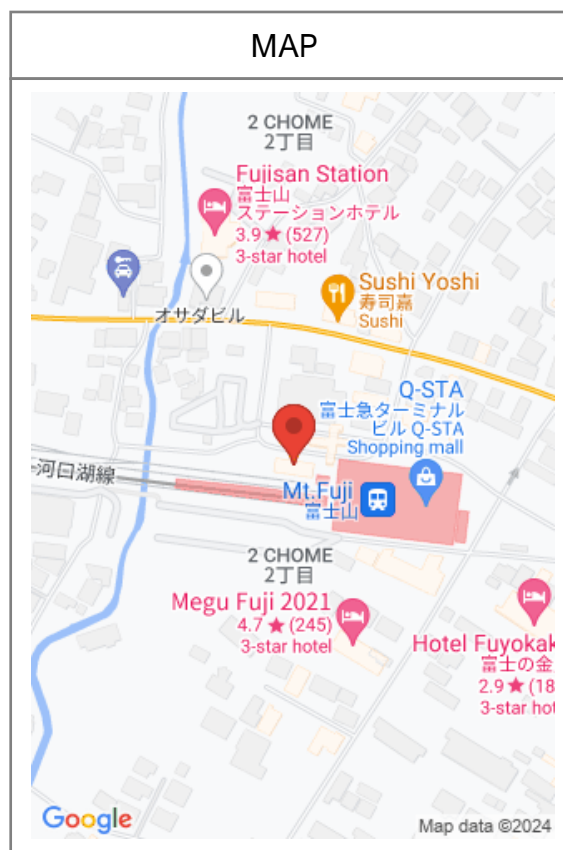 MAP
2 CHOME
2丁目
Fujisan Station
富士山
ステーションホテル
3.9 ★ (527)
3-star hotel
オサダビル
Sushi Yoshi
寿司嘉
Sushi
Q-STA
富士急ターミナル
ビル Q-STA
Shopping mall
河口湖線
Mt.Fuji
富士山
2 CHOME
2丁目
Megu Fuji 2021
4.7 ★ (245)
3-star hotel
Hotel Fuyokak
富士の金
2.9 ★ (18
3-star hot
Google
Map data ©2024